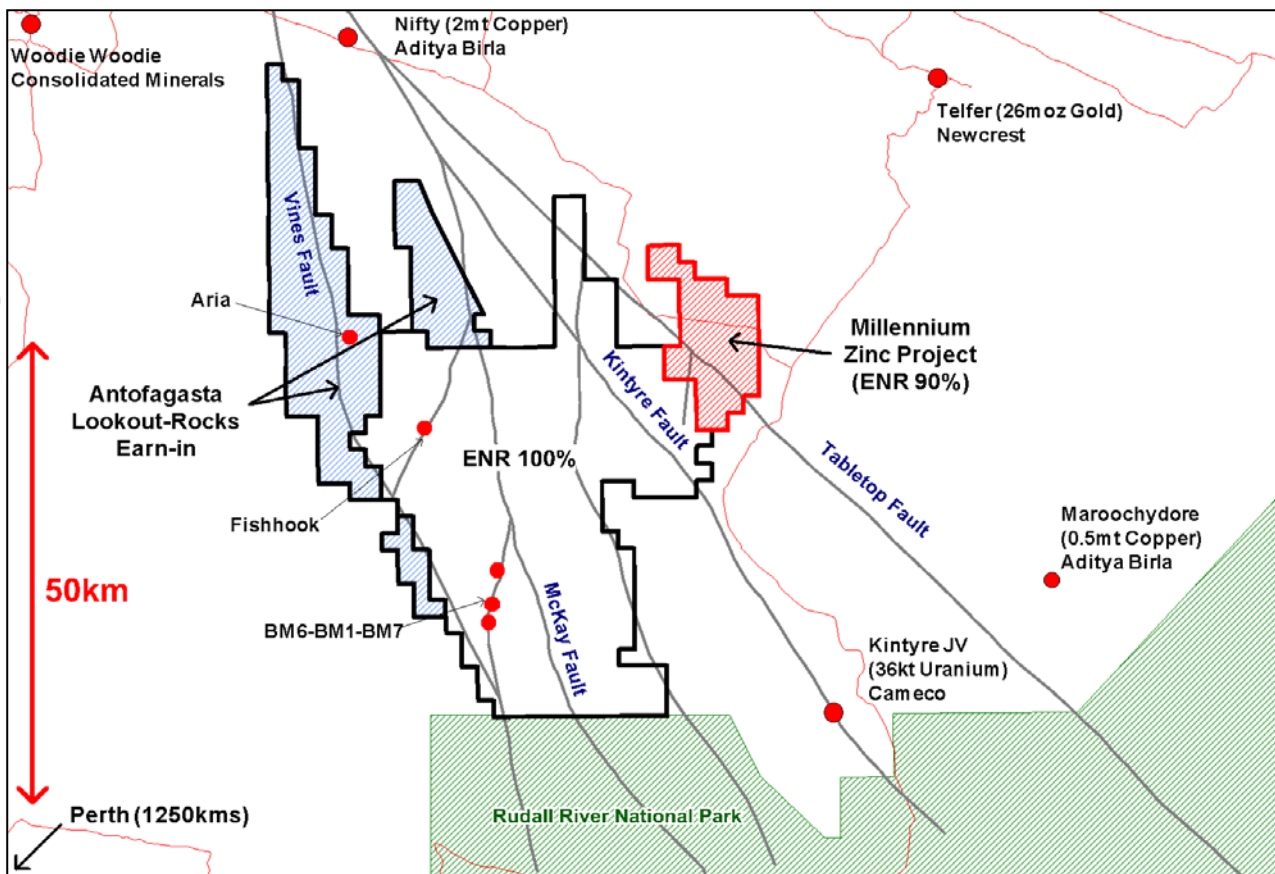 Woodie Woodie
Consolidated Minerals
Nifty (2mt Copper)
Aditya Birla
Telfer (26moz Gold)
Newcrest
Vines Fault
Aria
Antofagasta
Lookout-Rocks
Earn-in
Kintyre Fault
Millennium
Zinc Project
(ENR 90%)
ENR 100%
Tabletop Fault
Fishhook
50km
BM6-BM1-BM7
McKay Fault
Maroochydore
(0.5mt Copper)
Aditya Birla
Kintyre JV
(36kt Uranium)
Cameco
Rudall River National Park
Perth (1250kms)